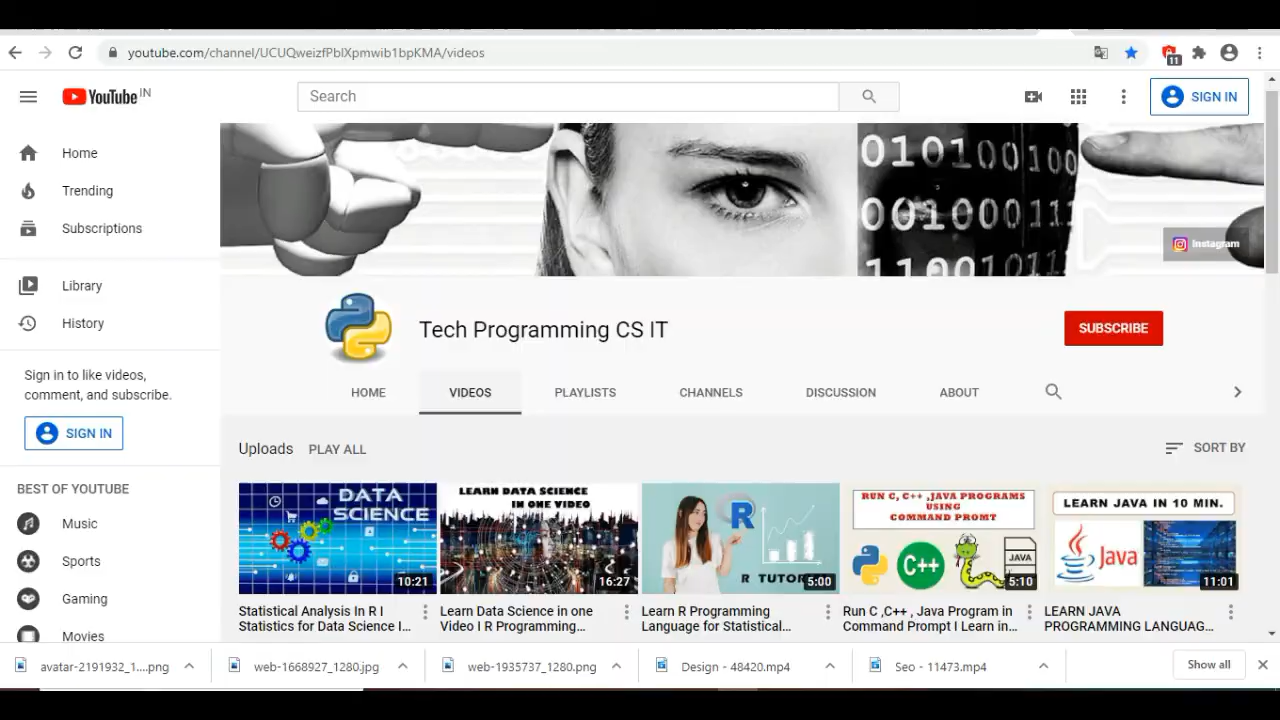 youtube.com/channel/UCUQweizfPblXpmwib1bpKMA/videos
11
YouTube IN
Search
SIGN IN
Home
Trending
Subscriptions
Library
History
Sign in to like videos,
comment, and subscribe.
SIGN IN
BEST OF YOUTUBE
Music
Sports
Gaming
Movies
010100100
001000111
110010111
Instagram
Tech Programming CS IT
SUBSCRIBE
HOME
VIDEOS
PLAYLISTS
CHANNELS
DISCUSSION
ABOUT
Uploads
PLAY ALL
SORT BY
DATA
SCIENCE
10:21
Statistical Analysis In R I
Statistics for Data Science I...
LEARN DATA SCIENCE
IN ONE VIDEO
16:27
Learn Data Science in one
Video I R Programming...
R
R TUTO
5:00
Learn R Programming
Language for Statistical...
RUN C, C++ ,JAVA PROGRAMS
USING
COMMAND PROMT
C++
JAVA
5:10
Run C ,C++ , Java Program in
Command Prompt I Learn in...
LEARN JAVA IN 10 MIN.
Java
11:01
LEARN JAVA
PROGRAMMING LANGUAG...
avatar-2191932_1....png
web-1668927_1280.jpg
web-1935737_1280.png
Design - 48420.mp4
Seo - 11473.mp4
Show all